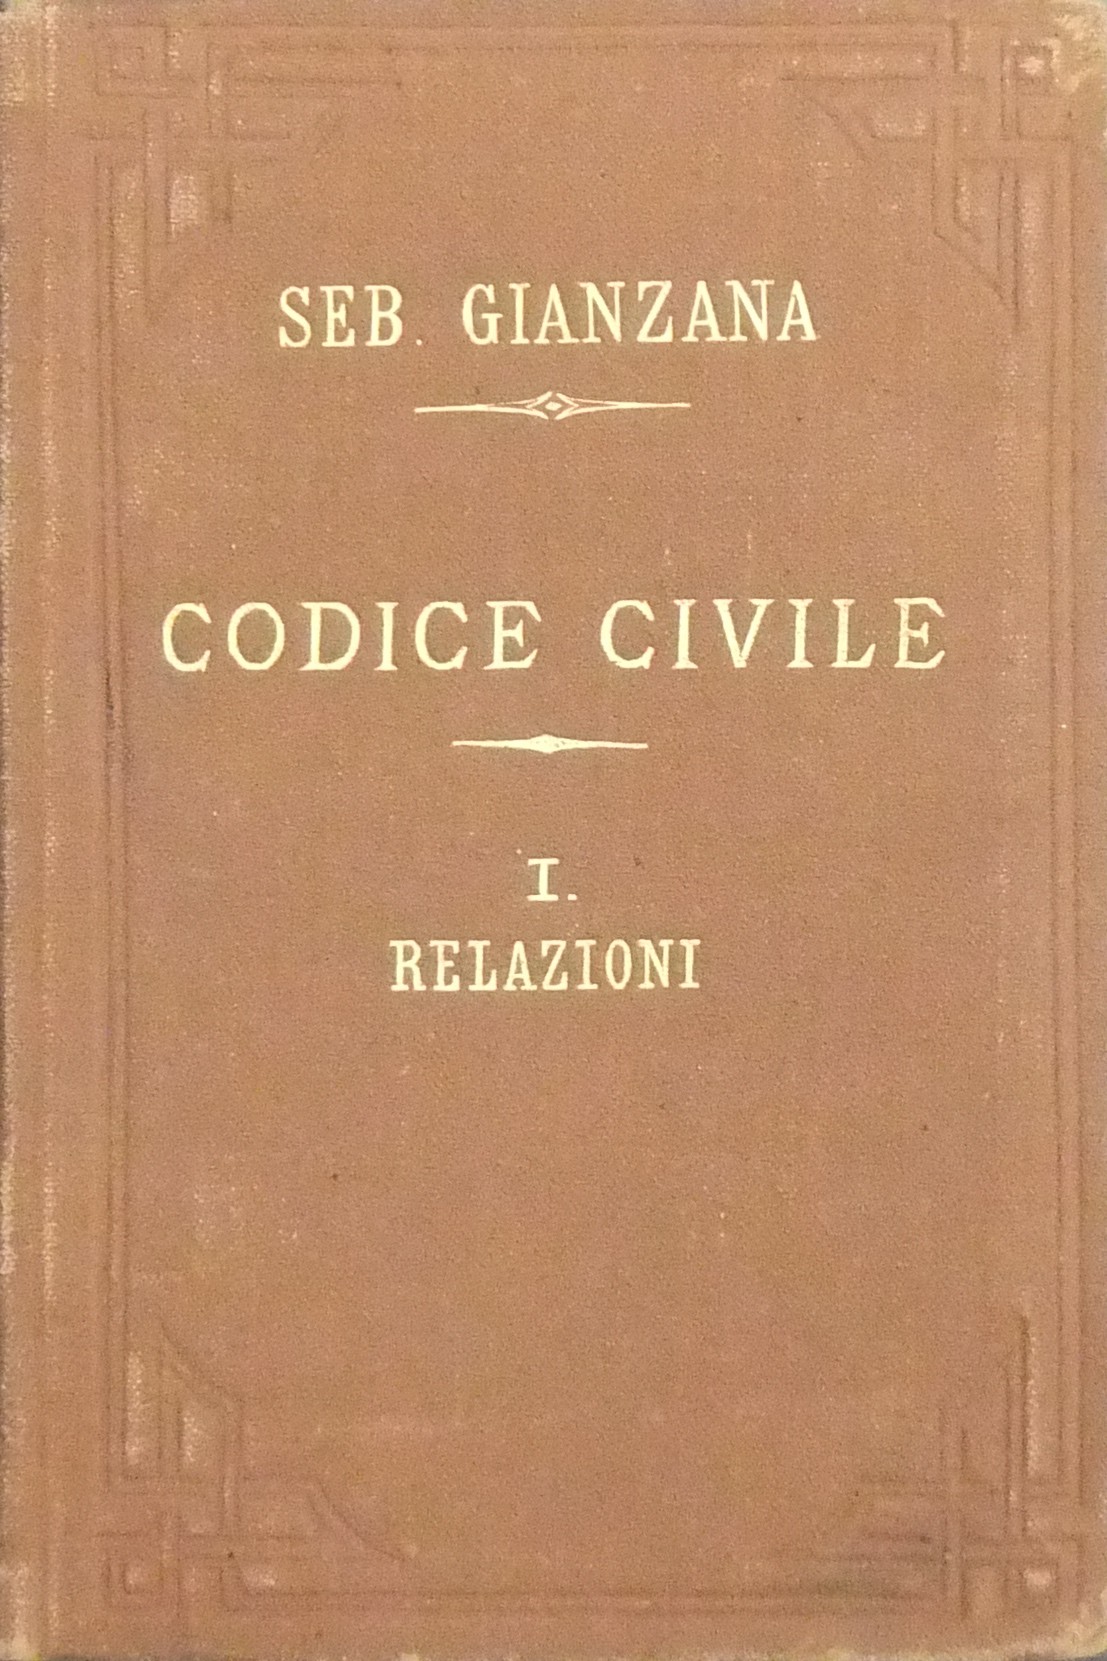 SEB. GIANZANA
CODICE CIVILE
I.
RELAZIONI